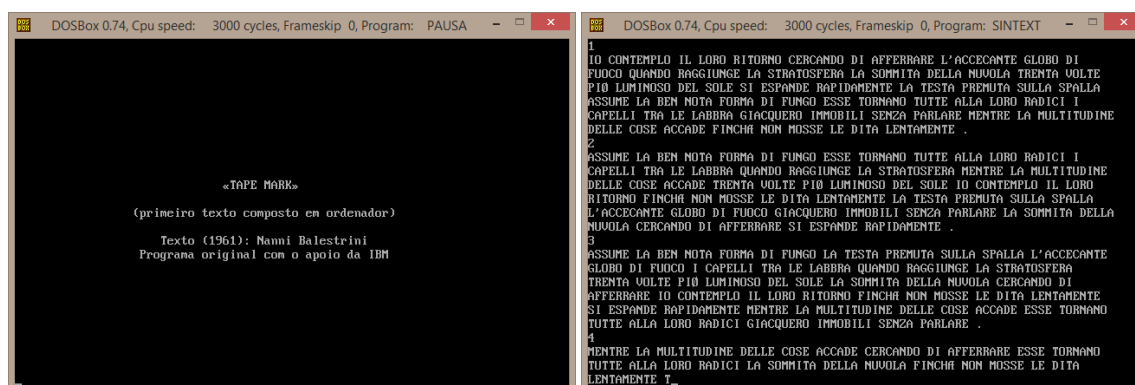 DOSBox 0.74, Cpu speed: 3000 cycles, Frameskip 0, Program: PAUSA
«TAPE MARK»
(primeiro texto composto em ordenador)
Texto (1961): Nanni Balestrini
Programa original com o apoio da IBM
DOSBox 0.74, Cpu speed: 3000 cycles, Frameskip 0, Program: SINTEXT
1
IO CONTEMPLO IL LORO RITORNO CERCANDO DI AFFERRARE L'ACCECANTE GLOBO DI
FUOCO QUANDO RAGGIUNGE LA STRATOSFERA LA SOMMITA DELLA NUVOLA TRENTA VOLTE
PIØ LUMINOSO DEL SOLE SI ESPANDE RAPIDAMENTE LA TESTA PREMUTA SULLA SPALLA
ASSUME LA BEN NOTA FORMA DI FUNGO ESSE TORNANO TUTTE ALLA LORO RADICI I
CAPELLI TRA LE LABBRA GIACQUERO IMMOBILI SENZA PARLARE MENTRE LA MULTITUDINE
DELLE COSE ACCADE FINCHĦ NON MOSSE LE DITA LENTAMENTE .
2
ASSUME LA BEN NOTA FORMA DI FUNGO ESSE TORNANO TUTTE ALLA LORO RADICI I
CAPELLI TRA LE LABBRA QUANDO RAGGIUNGE LA STRATOSFERA MENTRE LA MULTITUDINE
DELLE COSE ACCADE TRENTA VOLTE PIØ LUMINOSO DEL SOLE IO CONTEMPLO IL LORO
RITORNO FINCHĦ NON MOSSE LE DITA LENTAMENTE LA TESTA PREMUTA SULLA SPALLA
L'ACCECANTE GLOBO DI FUOCO GIACQUERO IMMOBILI SENZA PARLARE LA SOMMITA DELLA
NUVOLA CERCANDO DI AFFERRARE SI ESPANDE RAPIDAMENTE .
3
ASSUME LA BEN NOTA FORMA DI FUNGO LA TESTA PREMUTA SULLA SPALLA L'ACCECANTE
GLOBO DI FUOCO I CAPELLI TRA LE LABBRA QUANDO RAGGIUNGE LA STRATOSFERA
TRENTA VOLTE PIØ LUMINOSO DEL SOLE LA SOMMITA DELLA NUVOLA CERCANDO DI
AFFERRARE IO CONTEMPLO IL LORO RITORNO FINCHĦ NON MOSSE LE DITA LENTAMENTE
SI ESPANDE RAPIDAMENTE MENTRE LA MULTITUDINE DELLE COSE ACCADE ESSE TORNANO
TUTTE ALLA LORO RADICI GIACQUERO IMMOBILI SENZA PARLARE .
4
MENTRE LA MULTITUDINE DELLE COSE ACCADE CERCANDO DI AFFERRARE ESSE TORNANO
TUTTE ALLA LORO RADICI LA SOMMITA DELLA NUVOLA FINCHĦ NON MOSSE LE DITA
LENTAMENTE T_